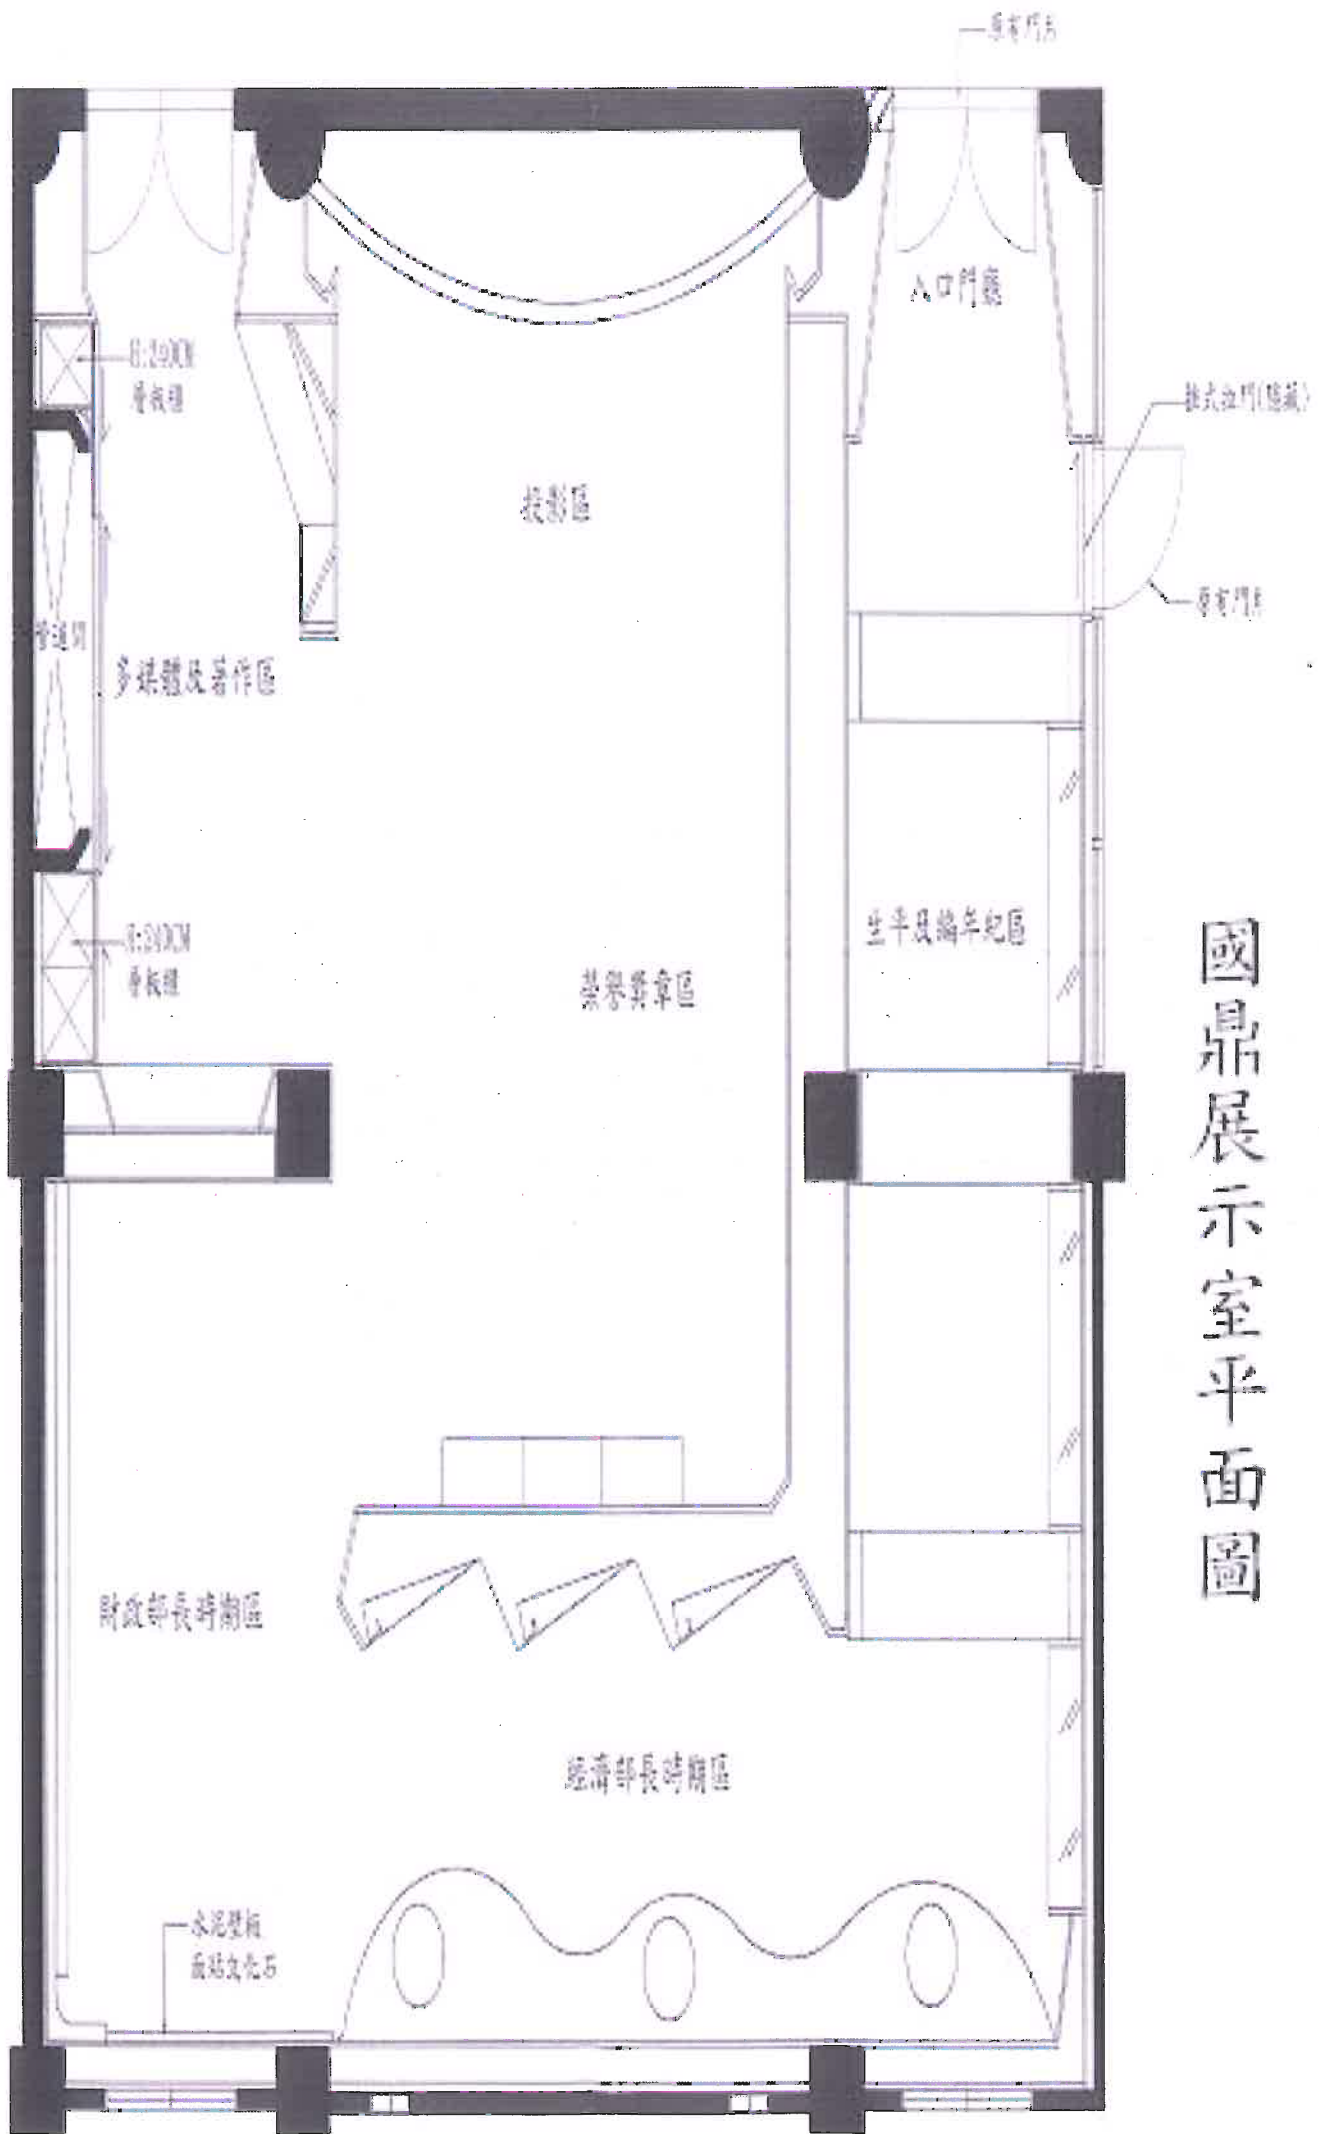 原有門片
入口門廳
H:240CM
層板櫃
推式拉門(隱藏)
投影區
原有門片
多媒體及著作區
生平及編年紀區
H:240CM
層板櫃
榮譽獎章區
國鼎展示室平面圖
財政部長時期區
經濟部長時期區
水泥壁板
面貼文化石